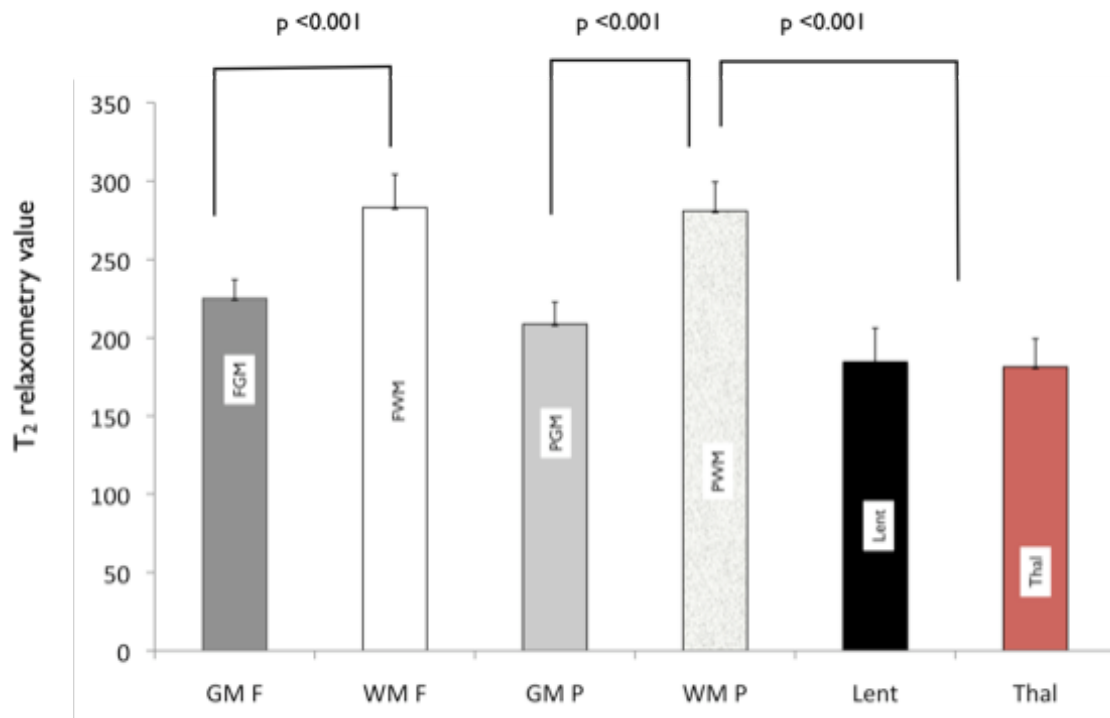 p <0.001 p <0.001 p <0.001
T2 relaxometry value
350
300
250
200
150
100
50
0
FGM
FWM
PGM
PWM
Lent
Thal
GM F WM F GM P WM P Lent Thal